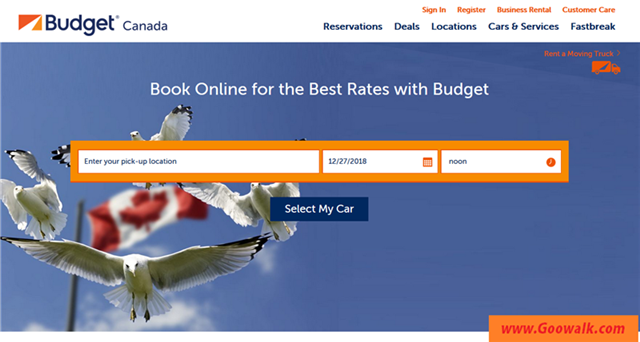 Sign In Register Business Rental Customer Care
Budget® Canada
Reservations Deals Locations Cars & Services Fastbreak
Rent a Moving Truck >
Book Online for the Best Rates with Budget
Enter your pick-up location 12/27/2018 noon
Select My Car
www.Goowalk.com